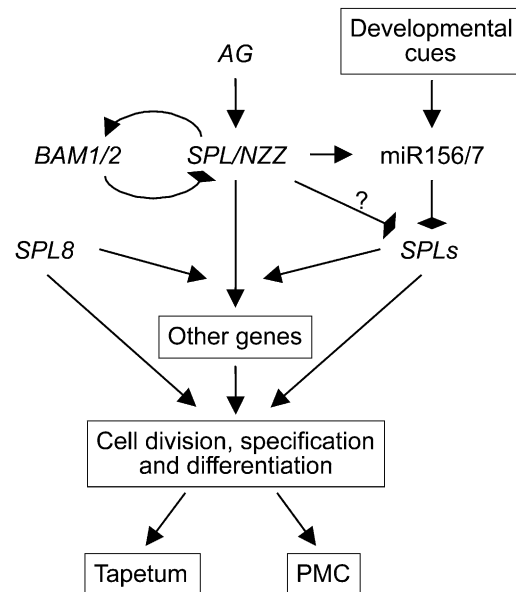 Developmental
cues
AG
BAM1/2
SPL/NZZ
miR156/7
?
SPL8
SPLs
Other genes
Cell division, specification
and differentiation
Tapetum
PMC